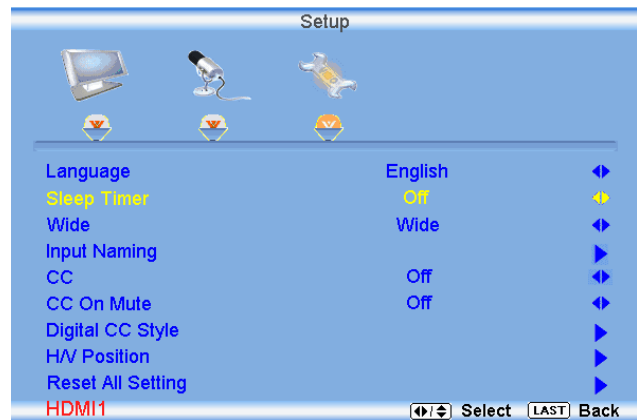 Setup
Language English
Sleep Timer Off
Wide Wide
Input Naming
CC Off
CC On Mute Off
Digital CC Style
H/V Position
Reset All Setting
HDMI1 Select LAST Back